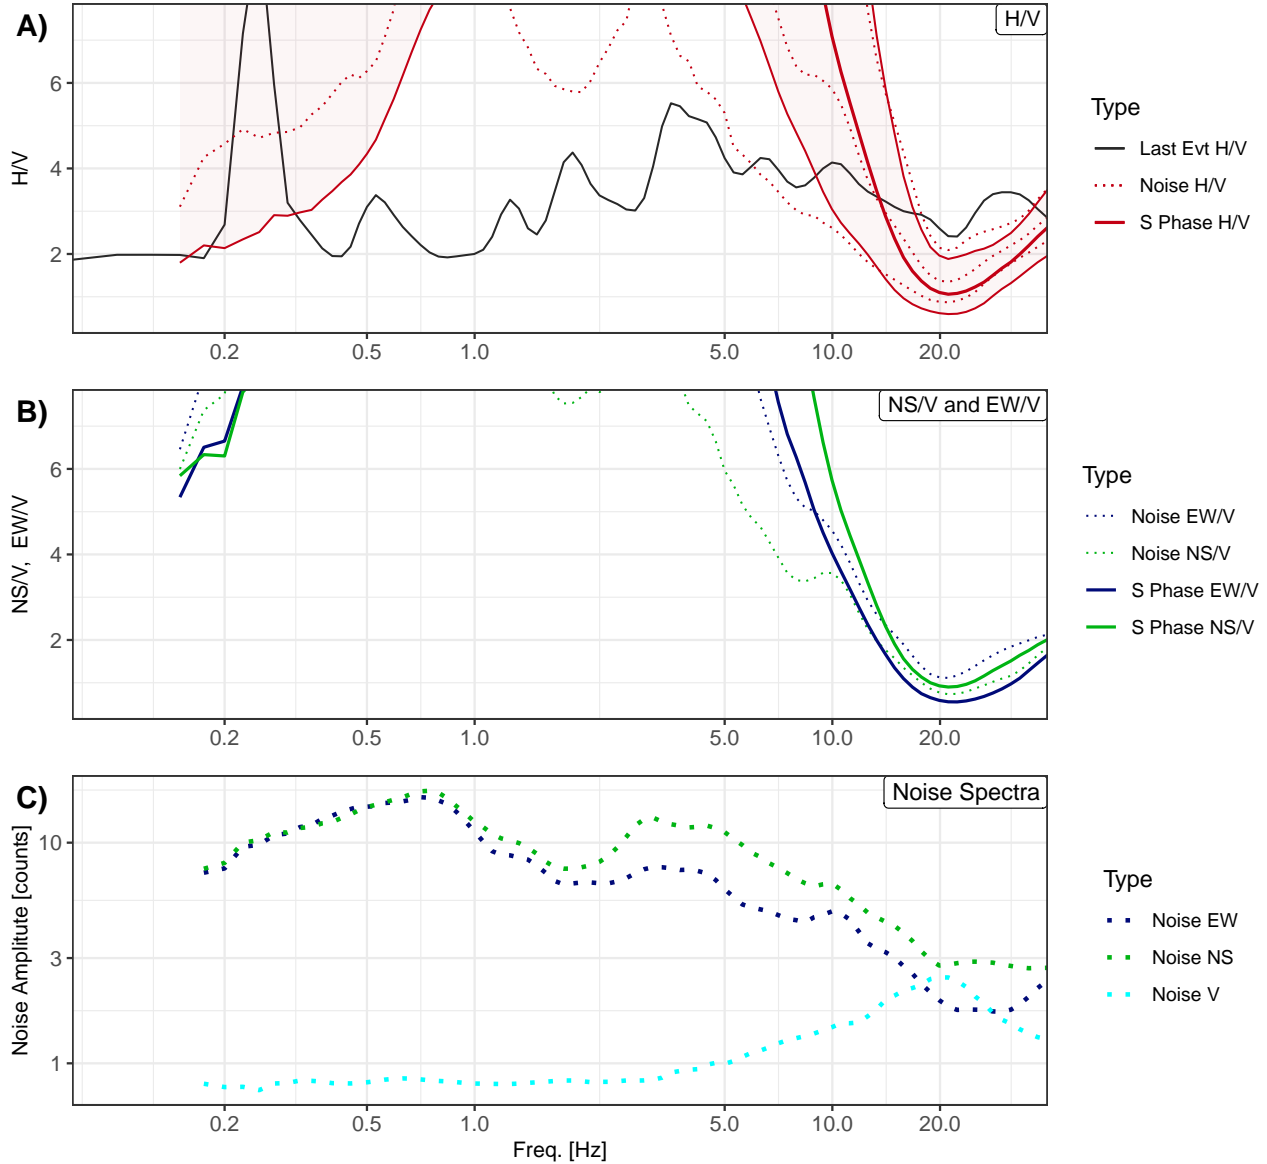 A)
H/V
6
4
2
H/V
0.2 0.5 1.0 5.0 10.0 20.0
Type
Last Evt H/V
Noise H/V
S Phase H/V
B)
NS/V and EW/V
6
4
2
NS/V, EW/V
0.2 0.5 1.0 5.0 10.0 20.0
Type
Noise EW/V
Noise NS/V
S Phase EW/V
S Phase NS/V
C)
Noise Spectra
10
3
1
Noise Amplitute [counts]
0.2 0.5 1.0 5.0 10.0 20.0
Freq. [Hz]
Type
Noise EW
Noise NS
Noise V